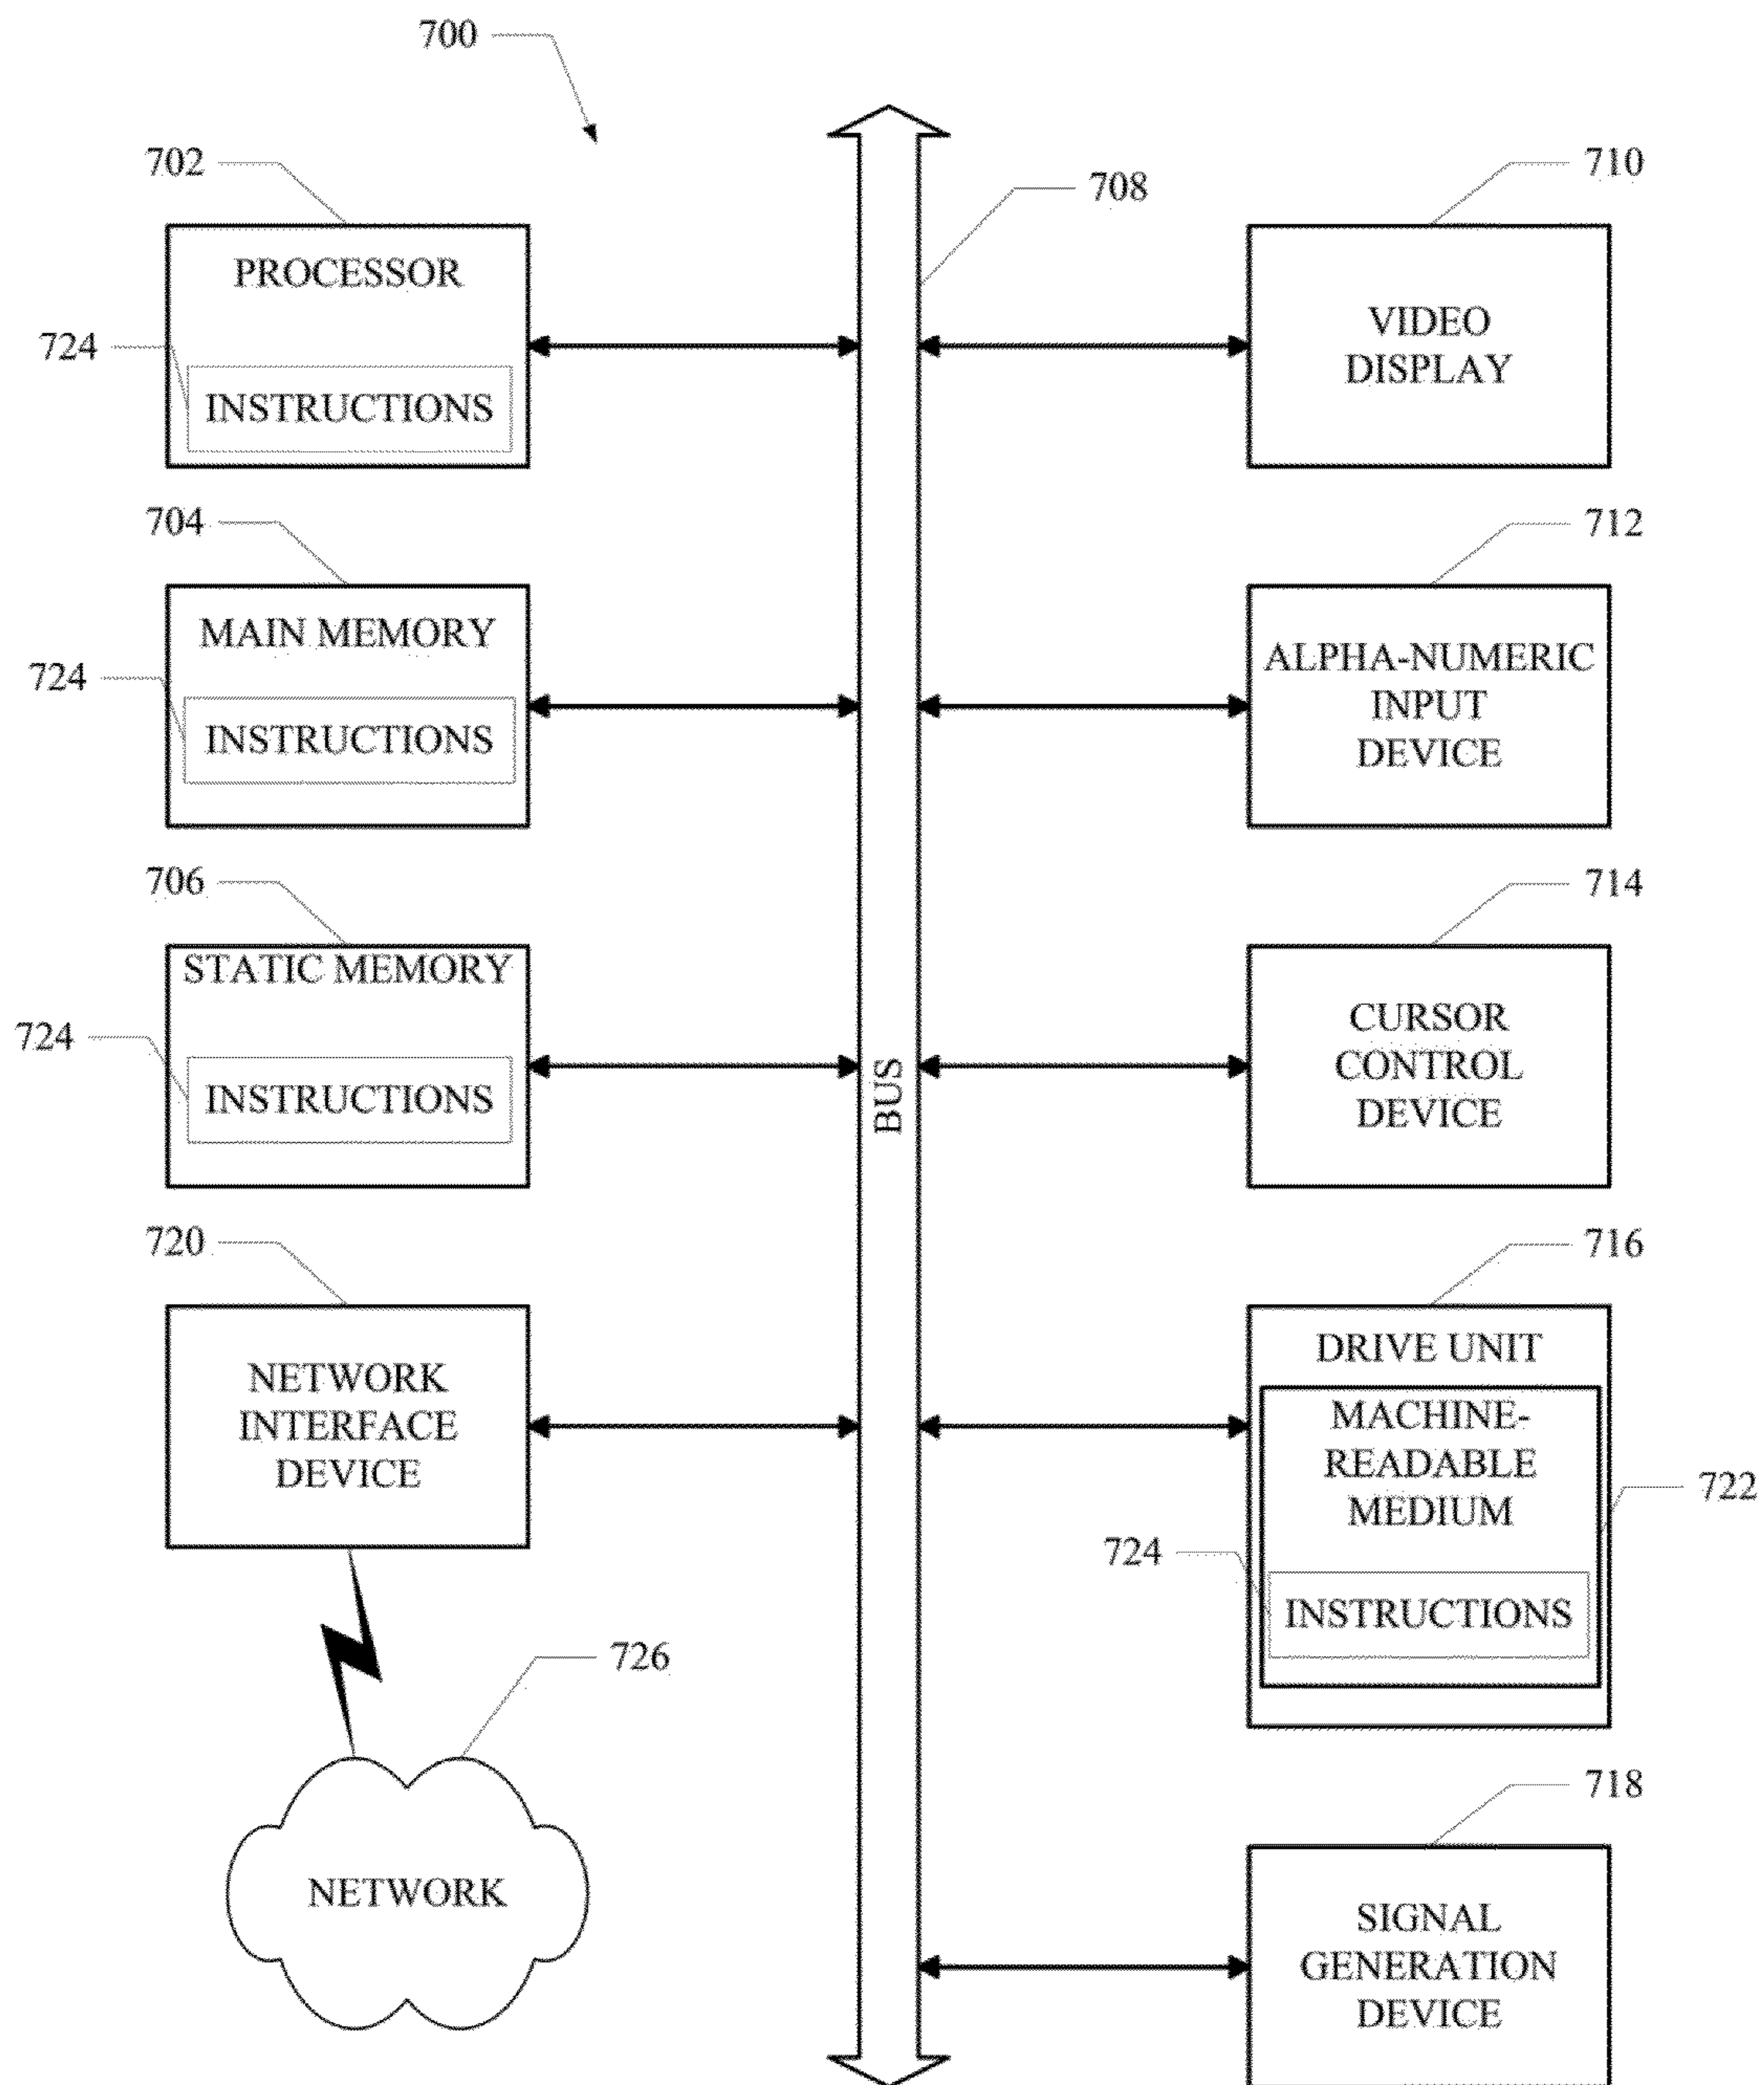 700
702
PROCESSOR
724
INSTRUCTIONS
704
MAIN MEMORY
724
INSTRUCTIONS
706
STATIC MEMORY
724
INSTRUCTIONS
720
NETWORK
INTERFACE
DEVICE
726
NETWORK
708
BUS
710
VIDEO
DISPLAY
712
ALPHA-NUMERIC
INPUT
DEVICE
714
CURSOR
CONTROL
DEVICE
716
DRIVE UNIT
MACHINE-
READABLE
MEDIUM
722
724
INSTRUCTIONS
718
SIGNAL
GENERATION
DEVICE